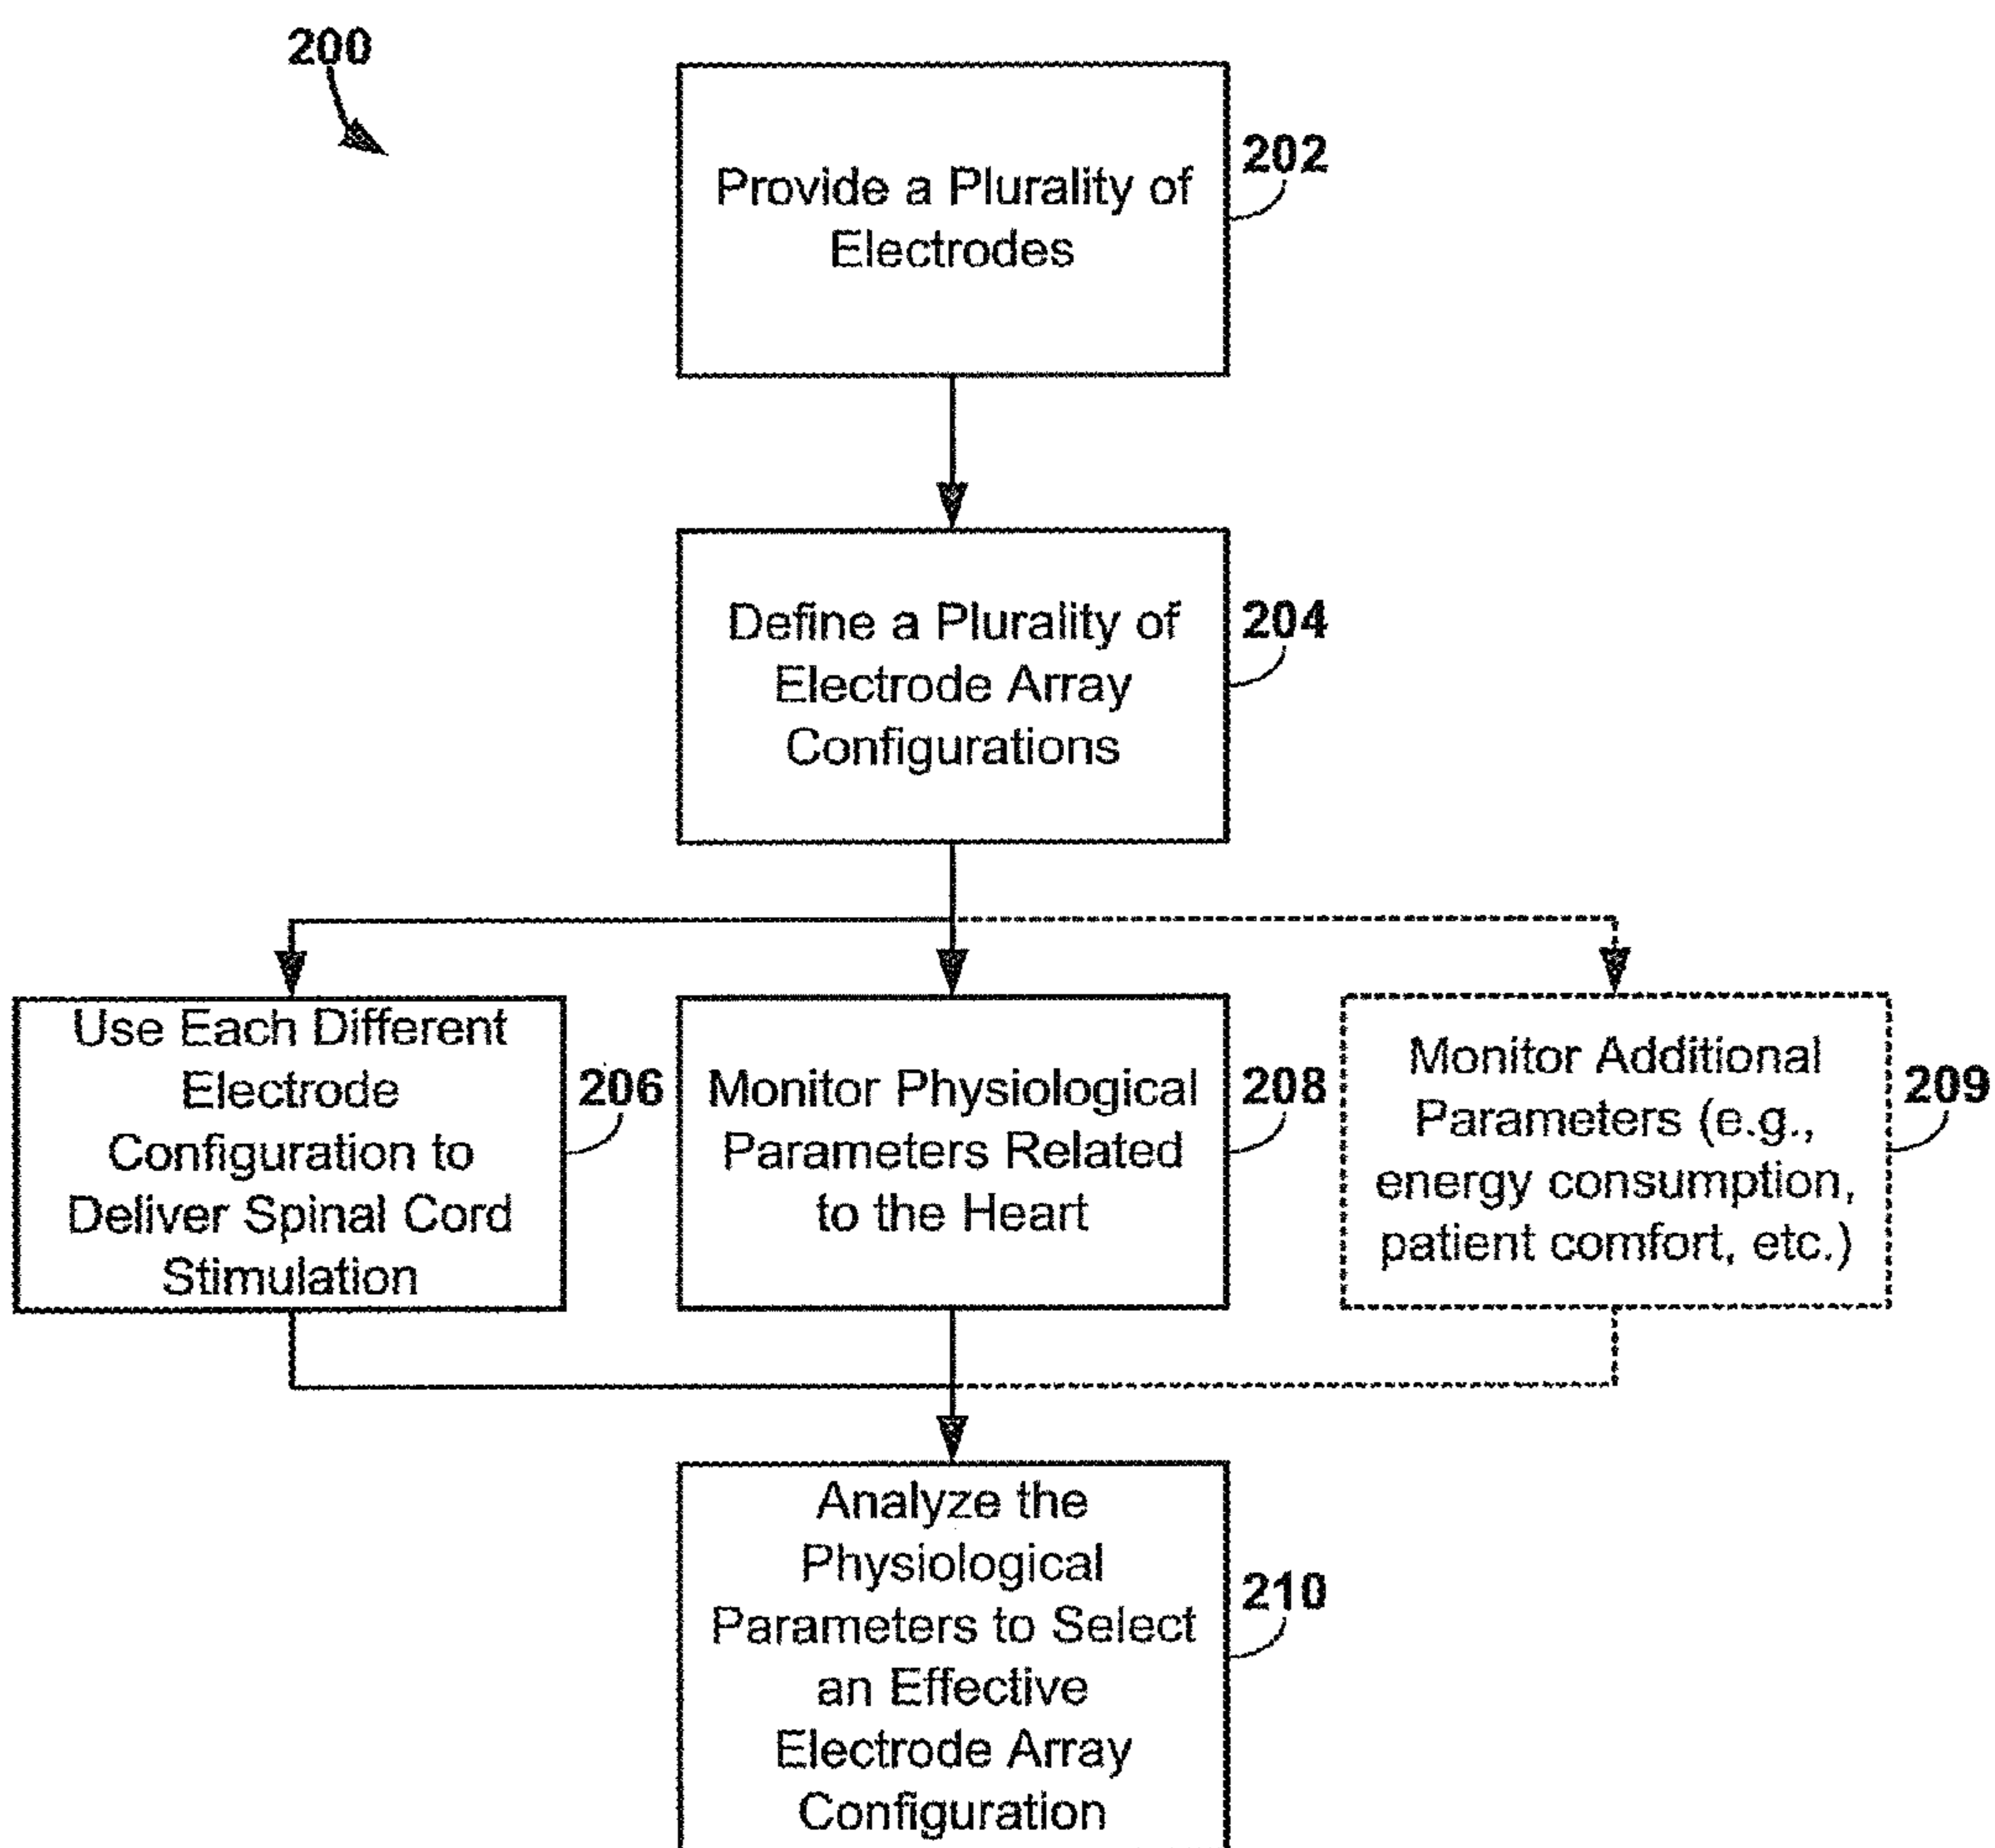 200
Provide a Plurality of
Electrodes
202
Define a Plurality of
Electrode Array
Configurations
204
Use Each Different
Electrode
Configuration to
Deliver Spinal Cord
Stimulation
206
Monitor Physiological
Parameters Related
to the Heart
208
Monitor Additional
Parameters (e.g.,
energy consumption,
patient comfort, etc.)
209
Analyze the
Physiological
Parameters to Select
an Effective
Electrode Array
Configuration
210